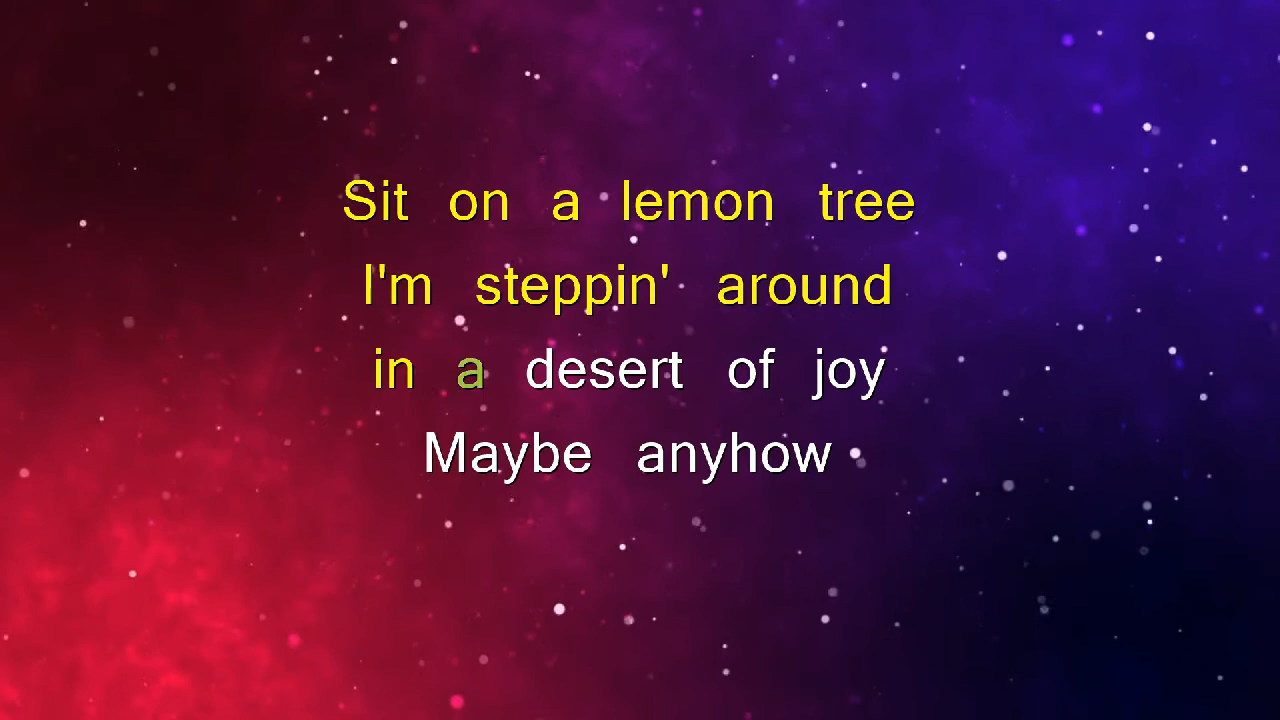 Sit on a lemon tree
I'm steppin' around
in a desert of joy
Maybe anyhow